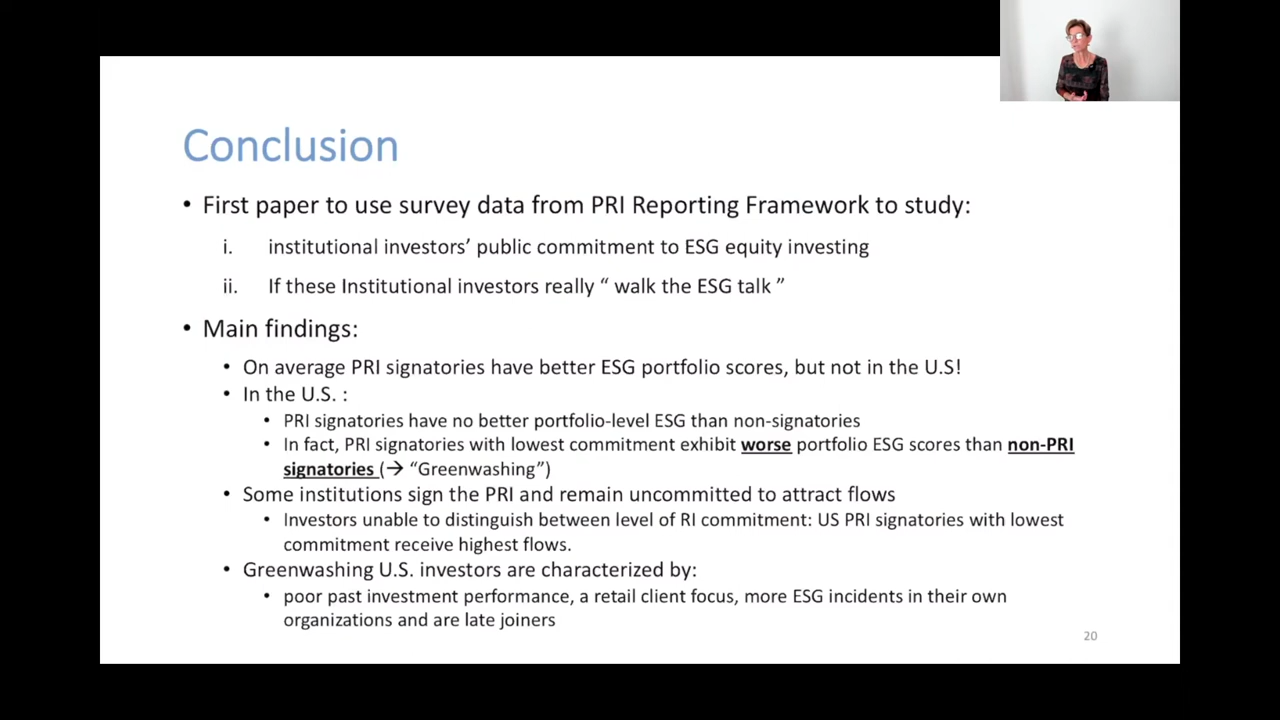 Conclusion
• First paper to use survey data from PRI Reporting Framework to study:
i. institutional investors’ public commitment to ESG equity investing
ii. If these Institutional investors really “ walk the ESG talk ”
• Main findings:
• On average PRI signatories have better ESG portfolio scores, but not in the U.S!
• In the U.S. :
• PRI signatories have no better portfolio-level ESG than non-signatories
• In fact, PRI signatories with lowest commitment exhibit worse portfolio ESG scores than non-PRI
signatories (→ “Greenwashing”)
• Some institutions sign the PRI and remain uncommitted to attract flows
• Investors unable to distinguish between level of RI commitment: US PRI signatories with lowest
commitment receive highest flows.
• Greenwashing U.S. investors are characterized by:
• poor past investment performance, a retail client focus, more ESG incidents in their own
organizations and are late joiners
20